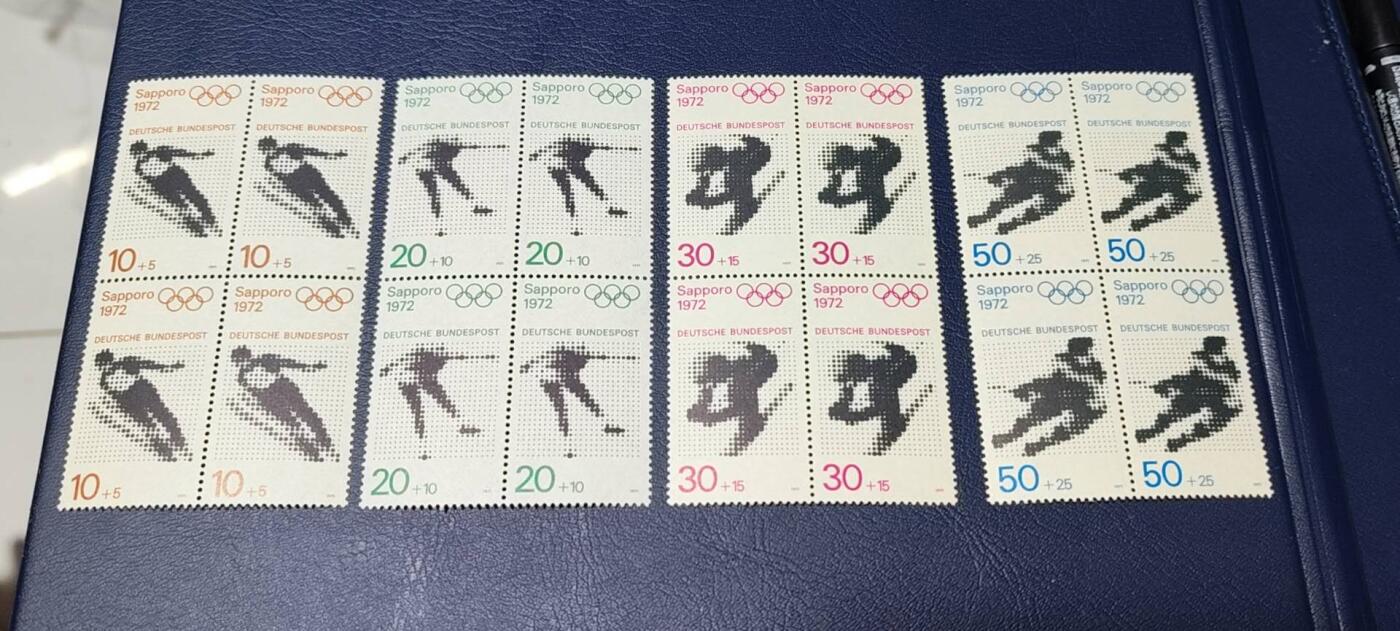 Sapporo
1972
DEUTSCHE BUNDESPOST
10 +5
Sapporo
1972
DEUTSCHE BUNDESPOST
10 +5
Sapporo
1972
DEUTSCHE BUNDESPOST
20 +10
Sapporo
1972
DEUTSCHE BUNDESPOST
20 +10
Sapporo
1972
DEUTSCHE BUNDESPOST
30 +15
Sapporo
1972
DEUTSCHE BUNDESPOST
30 +15
Sapporo
1972
DEUTSCHE BUNDESPOST
50 +25
Sapporo
1972
DEUTSCHE BUNDESPOST
50 +25
Sapporo
1972
DEUTSCHE BUNDESPOST
10 +5
Sapporo
1972
DEUTSCHE BUNDESPOST
10 +5
Sapporo
1972
DEUTSCHE BUNDESPOST
20 +10
Sapporo
1972
DEUTSCHE BUNDESPOST
20 +10
Sapporo
1972
DEUTSCHE BUNDESPOST
30 +15
Sapporo
1972
DEUTSCHE BUNDESPOST
30 +15
Sapporo
1972
DEUTSCHE BUNDESPOST
50 +25
Sapporo
1972
DEUTSCHE BUNDESPOST
50 +25